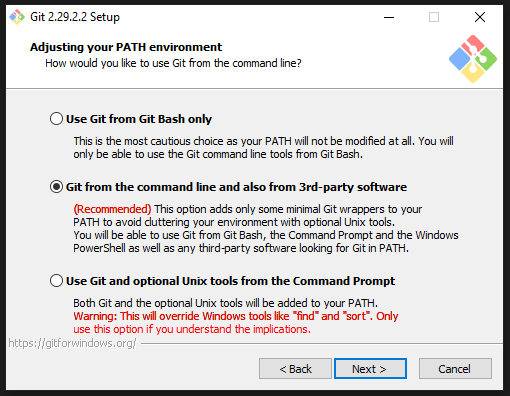 Git 2.29.2.2 Setup
Adjusting your PATH environment
How would you like to use Git from the command line?
Use Git from Git Bash only
This is the most cautious choice as your PATH will not be modified at all. You will
only be able to use the Git command line tools from Git Bash.
Git from the command line and also from 3rd-party software
(Recommended) This option adds only some minimal Git wrappers to your
PATH to avoid cluttering your environment with optional Unix tools.
You will be able to use Git from Git Bash, the Command Prompt and the Windows
PowerShell as well as any third-party software looking for Git in PATH.
Use Git and optional Unix tools from the Command Prompt
Both Git and the optional Unix tools will be added to your PATH.
Warning: This will override Windows tools like "find" and "sort". Only
use this option if you understand the implications.
https://gitforwindows.org/
< Back
Next >
Cancel